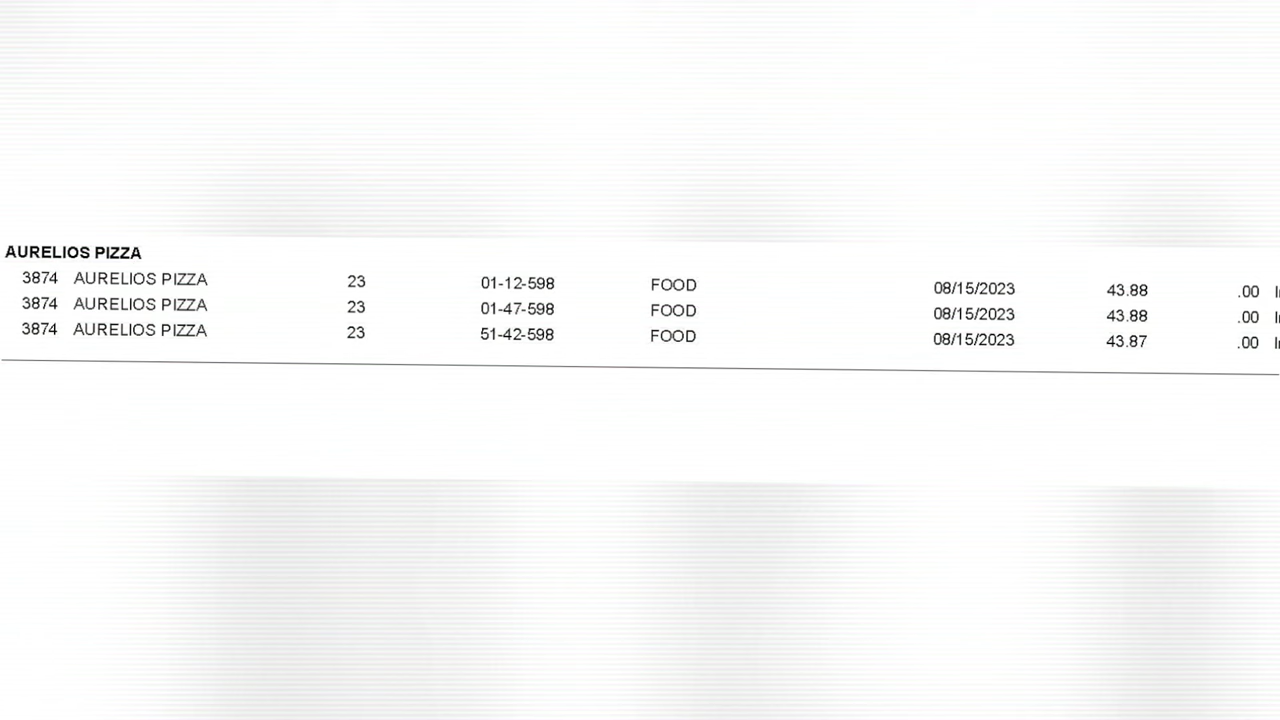 AURELIOS PIZZA
3874 AURELIOS PIZZA 23 01-12-598 FOOD 08/15/2023 43.88 .00
3874 AURELIOS PIZZA 23 01-47-598 FOOD 08/15/2023 43.88 .00
3874 AURELIOS PIZZA 23 51-42-598 FOOD 08/15/2023 43.87 .00